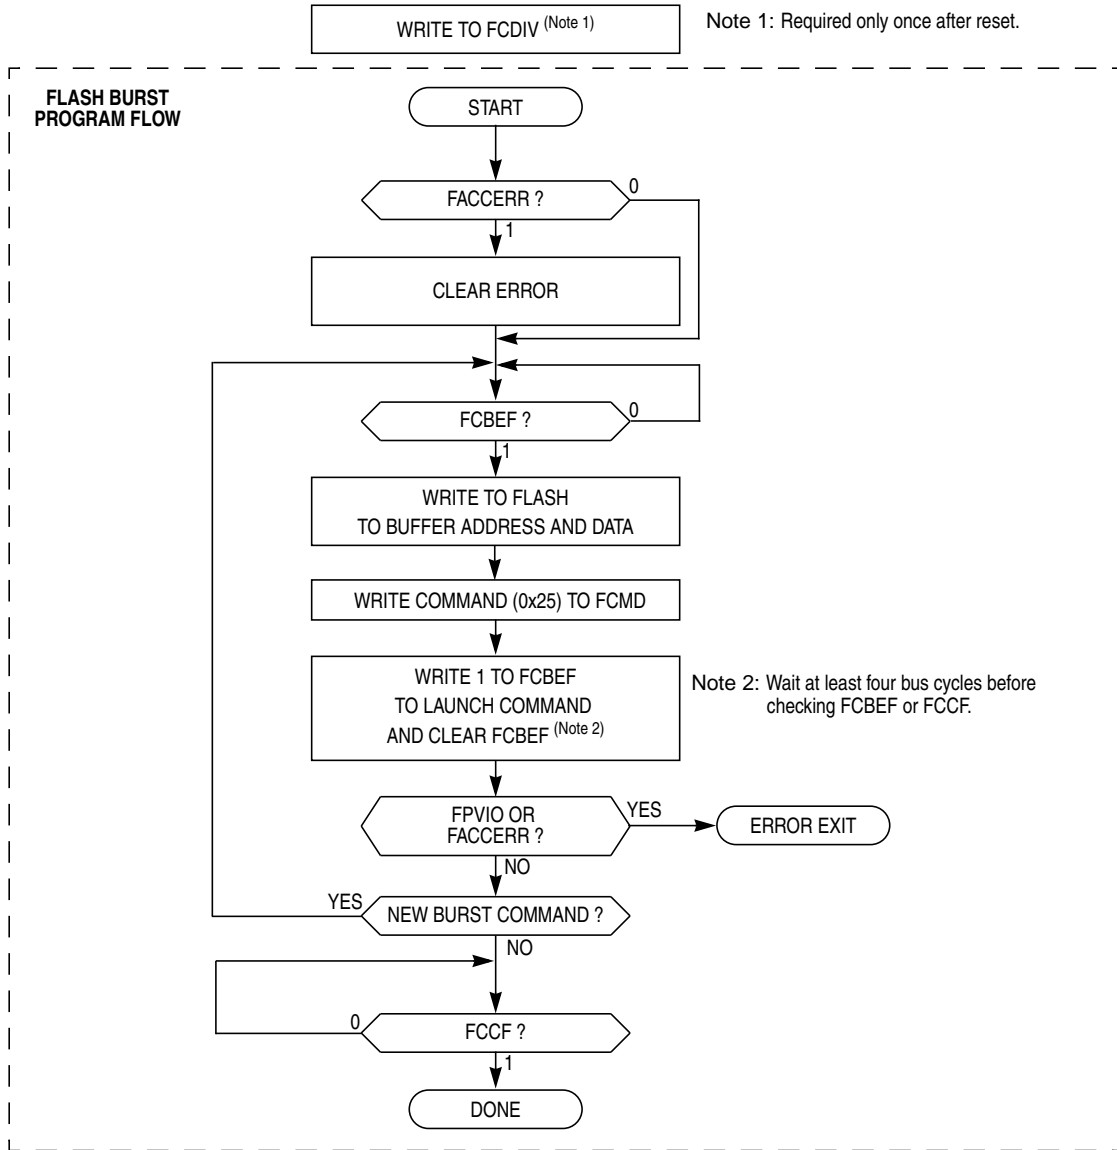 WRITE TO FCDIV (Note 1)
Note 1: Required only once after reset.
FLASH BURST
PROGRAM FLOW
START
FACCERR ?
0
1
CLEAR ERROR
FCBEF ?
0
1
WRITE TO FLASH
TO BUFFER ADDRESS AND DATA
WRITE COMMAND (0x25) TO FCMD
WRITE 1 TO FCBEF
TO LAUNCH COMMAND
AND CLEAR FCBEF (Note 2)
Note 2: Wait at least four bus cycles before
checking FCBEF or FCCF.
FPVIO OR
FACCERR ?
YES
ERROR EXIT
NO
YES
NEW BURST COMMAND ?
NO
0
FCCF ?
1
DONE